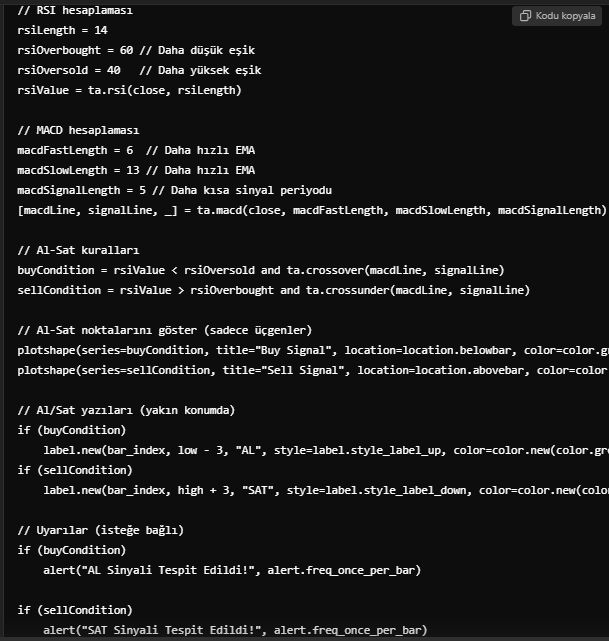 // RSI hesaplaması
Kodu kopyala
rsiLength = 14
rsiOverbought = 60 // Daha düşük eşik
rsiOversold = 40   // Daha yüksek eşik
rsiValue = ta.rsi(close, rsiLength)

// MACD hesaplaması
macdFastLength = 6  // Daha hızlı EMA
macdSlowLength = 13 // Daha hızlı EMA
macdSignalLength = 5 // Daha kısa sinyal periyodu
[macdLine, signalLine, _] = ta.macd(close, macdFastLength, macdSlowLength, macdSignalLength)

// Al-Sat kuralları
buyCondition = rsiValue < rsiOversold and ta.crossover(macdLine, signalLine)
sellCondition = rsiValue > rsiOverbought and ta.crossunder(macdLine, signalLine)

// Al-Sat noktalarını göster (sadece üçgenler)
plotshape(series=buyCondition, title="Buy Signal", location=location.belowbar, color=color.gr
plotshape(series=sellCondition, title="Sell Signal", location=location.abovebar, color=color

// Al/Sat yazıları (yakın konumda)
if (buyCondition)
    label.new(bar_index, low - 3, "AL", style=label.style_label_up, color=color.new(color.gre
if (sellCondition)
    label.new(bar_index, high + 3, "SAT", style=label.style_label_down, color=color.new(colo

// Uyarılar (isteğe bağlı)
if (buyCondition)
    alert("AL Sinyali Tespit Edildi!", alert.freq_once_per_bar)

if (sellCondition)
    alert("SAT Sinyali Tespit Edildi!", alert.freq_once_per_bar)